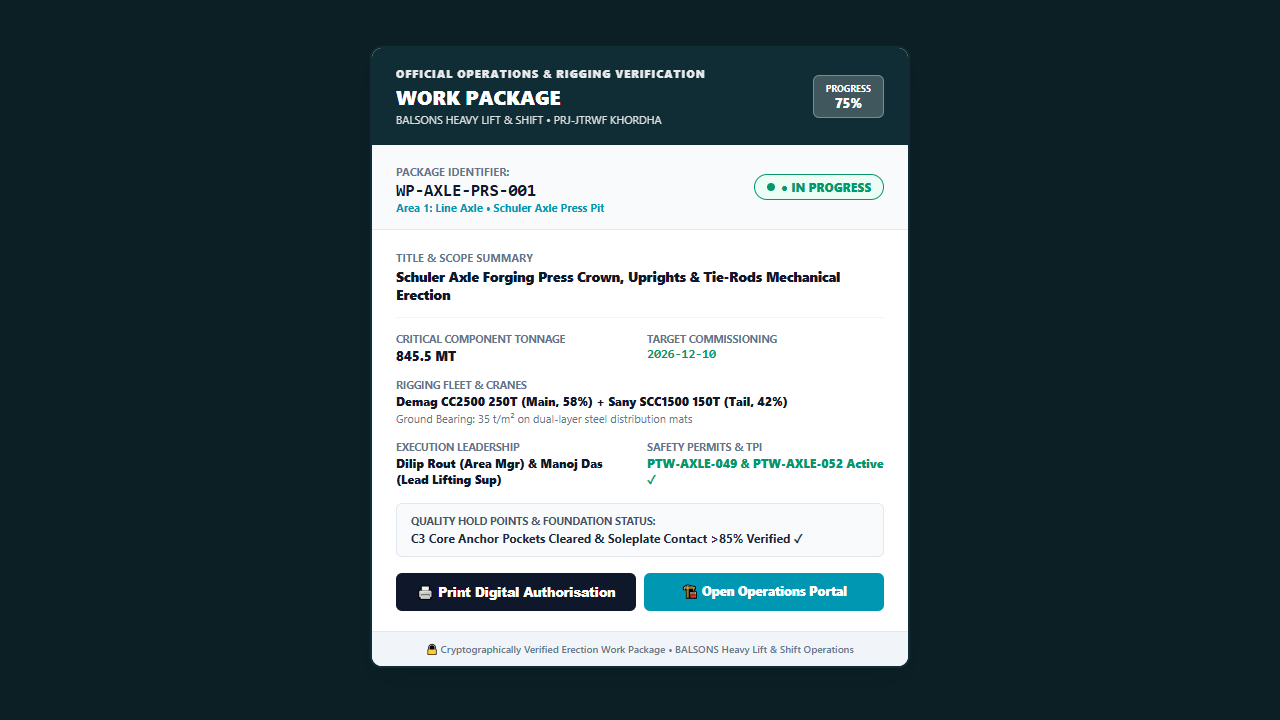 OFFICIAL OPERATIONS & RIGGING VERIFICATION
WORK PACKAGE
BALSONS HEAVY LIFT & SHIFT • PRJ-JTRWF KHORDHA
PROGRESS
75%
PACKAGE IDENTIFIER:
WP-AXLE-PRS-001
Area 1: Line Axle • Schuler Axle Press Pit
● IN PROGRESS
TITLE & SCOPE SUMMARY
Schuler Axle Forging Press Crown, Uprights & Tie-Rods Mechanical
Erection
CRITICAL COMPONENT TONNAGE
845.5 MT
TARGET COMMISSIONING
2026-12-10
RIGGING FLEET & CRANES
Demag CC2500 250T (Main, 58%) + Sany SCC1500 150T (Tail, 42%)
Ground Bearing: 35 t/m² on dual-layer steel distribution mats
EXECUTION LEADERSHIP
Dilip Rout (Area Mgr) & Manoj Das
(Lead Lifting Sup)
SAFETY PERMITS & TPI
PTW-AXLE-049 & PTW-AXLE-052 Active
✓
QUALITY HOLD POINTS & FOUNDATION STATUS:
C3 Core Anchor Pockets Cleared & Soleplate Contact >85% Verified ✓
🖨️ Print Digital Authorisation
🏗️ Open Operations Portal
🔒 Cryptographically Verified Erection Work Package • BALSONS Heavy Lift & Shift Operations